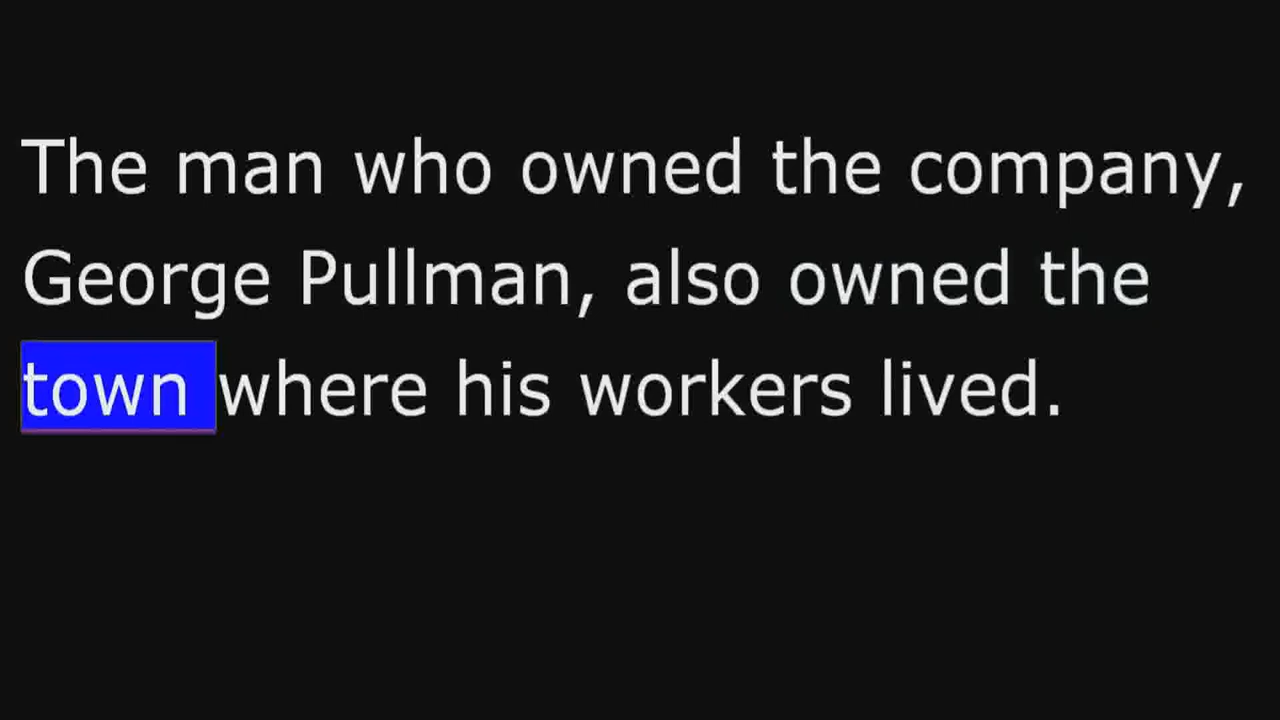 The man who owned the company,
George Pullman, also owned the
town where his workers lived.